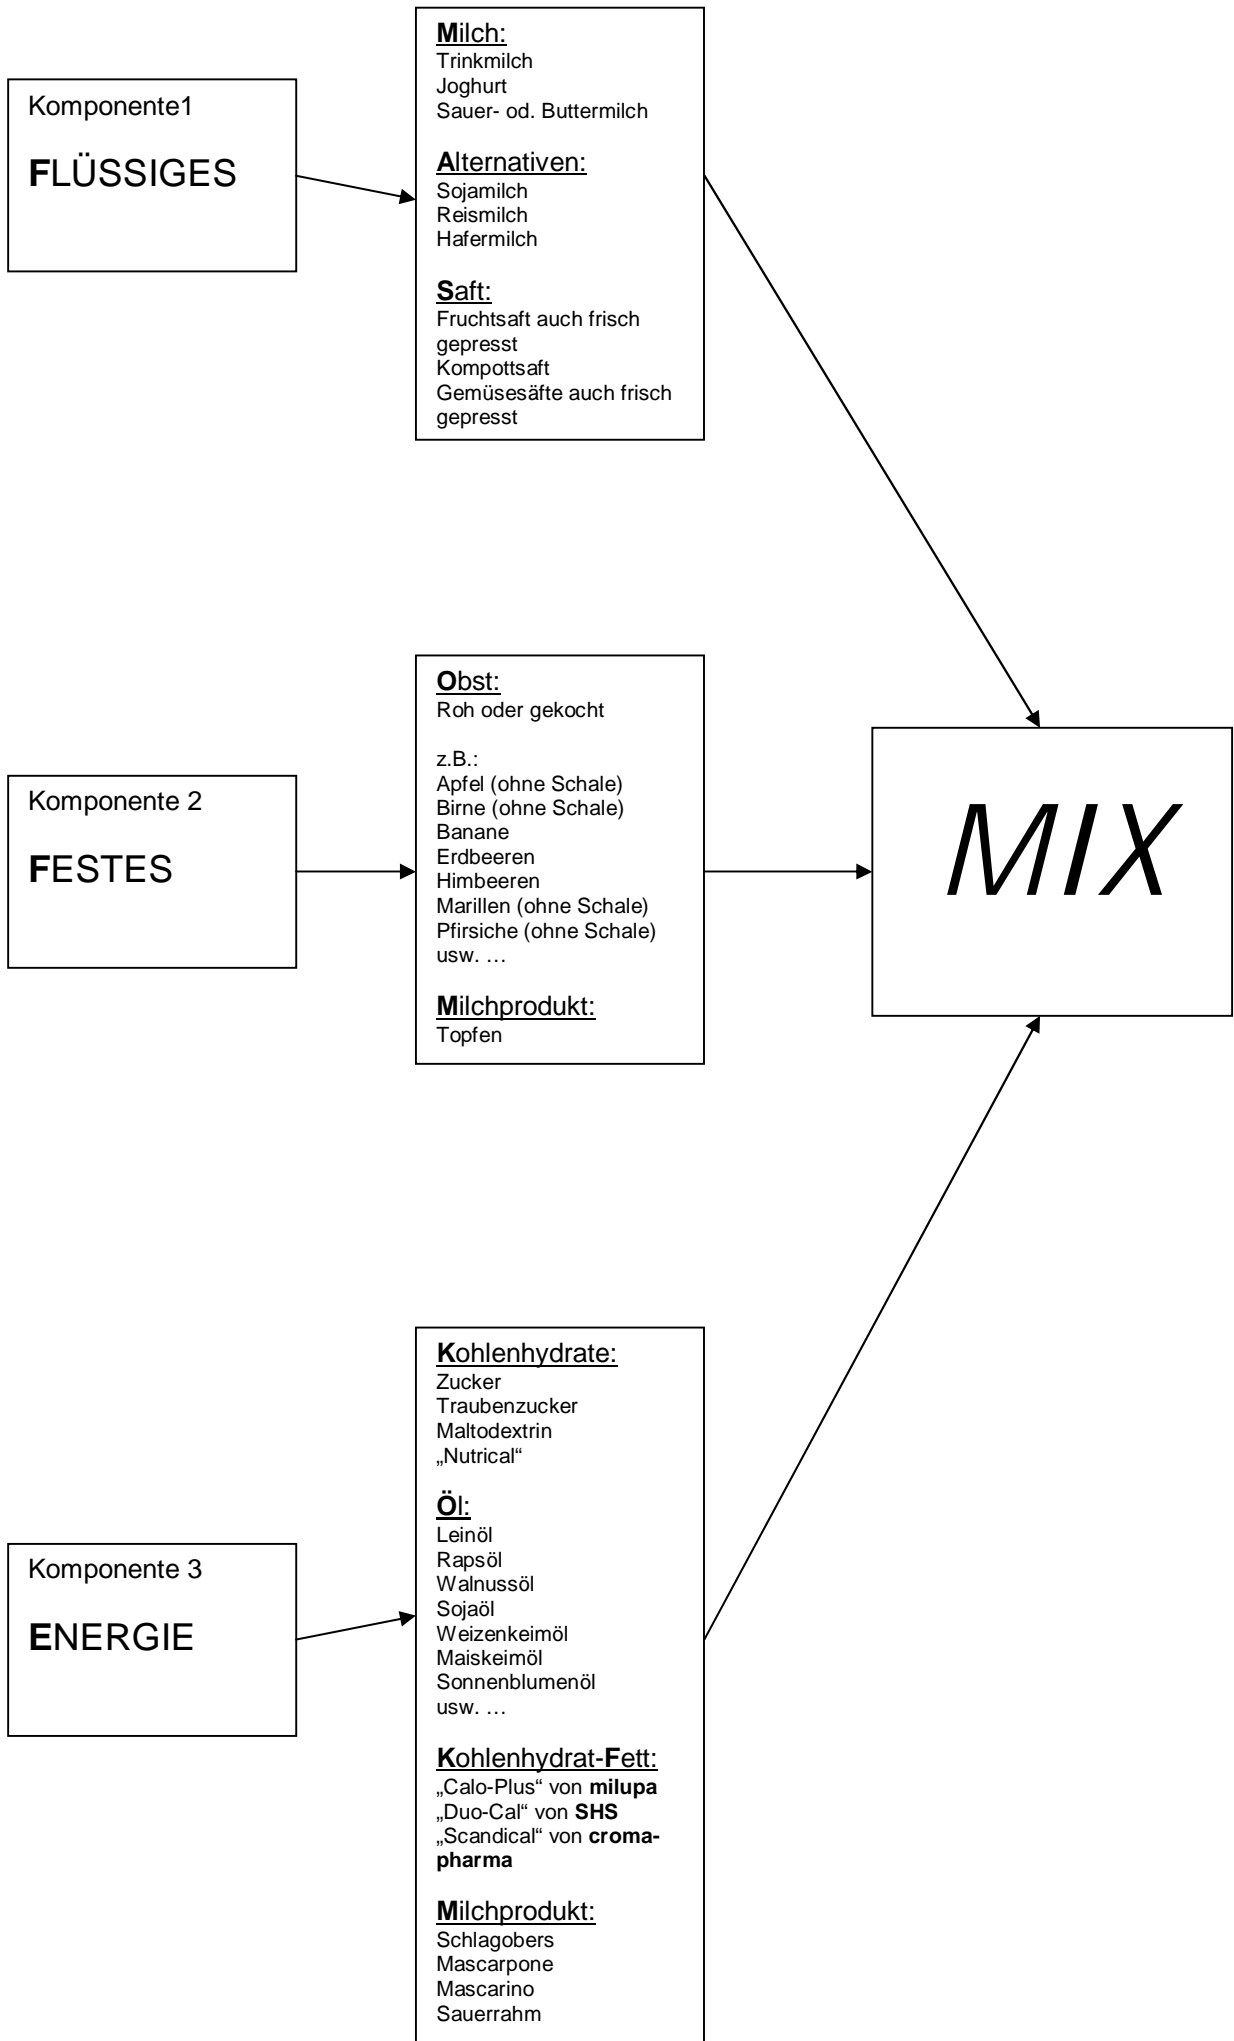 Komponente1
FLÜSSIGES
Milch:
Trinkmilch
Joghurt
Sauer- od. Buttermilch
Alternativen:
Sojamilch
Reismilch
Hafermilch
Saft:
Fruchtsaft auch frisch
gepresst
Kompottsaft
Gemüsesäfte auch frisch
gepresst
Komponente 2
FESTES
Obst:
Roh oder gekocht
z.B.:
Apfel (ohne Schale)
Birne (ohne Schale)
Banane
Erdbeeren
Himbeeren
Marillen (ohne Schale)
Pfirsiche (ohne Schale)
usw. …
Milchprodukt:
Topfen
MIX
Komponente 3
ENERGIE
Kohlenhydrate:
Zucker
Traubenzucker
Maltodextrin
„Nutrical“
Öl:
Leinöl
Rapsöl
Walnussöl
Sojaöl
Weizenkeimöl
Maiskeimöl
Sonnenblumenöl
usw. …
Kohlenhydrat-Fett:
„Calo-Plus“ von milupa
„Duo-Cal“ von SHS
„Scandical“ von croma-
pharma
Milchprodukt:
Schlagobers
Mascarpone
Mascarino
Sauerrahm